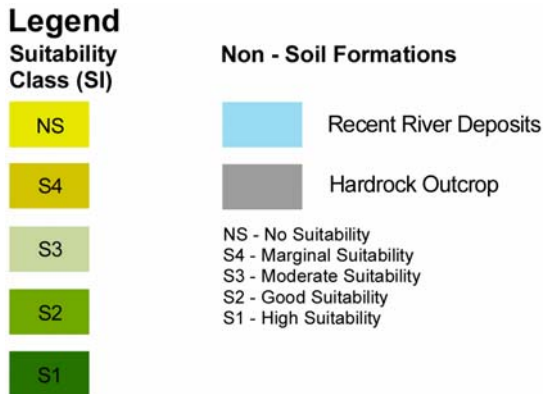 Legend
Suitability
Class (SI)
NS
S4
S3
S2
S1
Non - Soil Formations
Recent River Deposits
Hardrock Outcrop
NS - No Suitability
S4 - Marginal Suitability
S3 - Moderate Suitability
S2 - Good Suitability
S1 - High Suitability